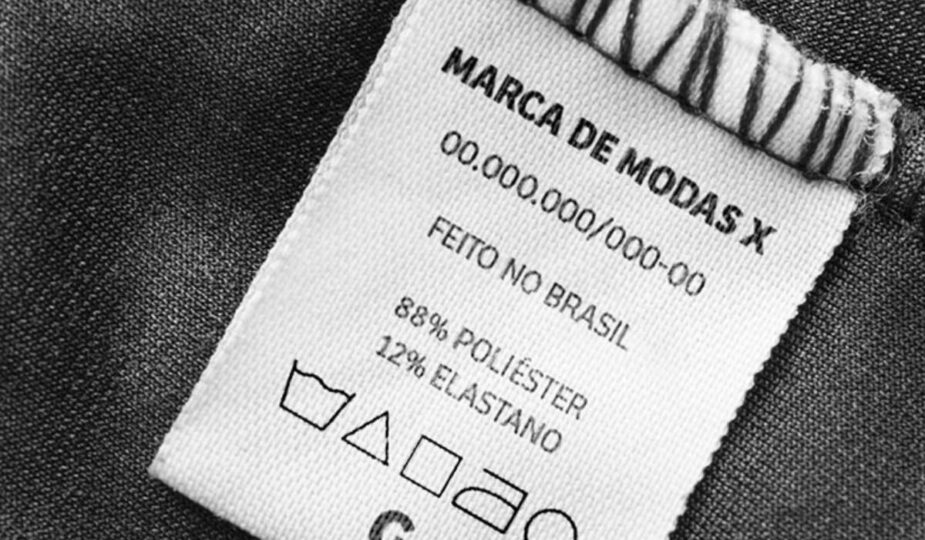 MARCA DE MODAS X
00.000.000/000-00
FEITO NO BRASIL
88% POLIÉSTER
12% ELASTANO
G